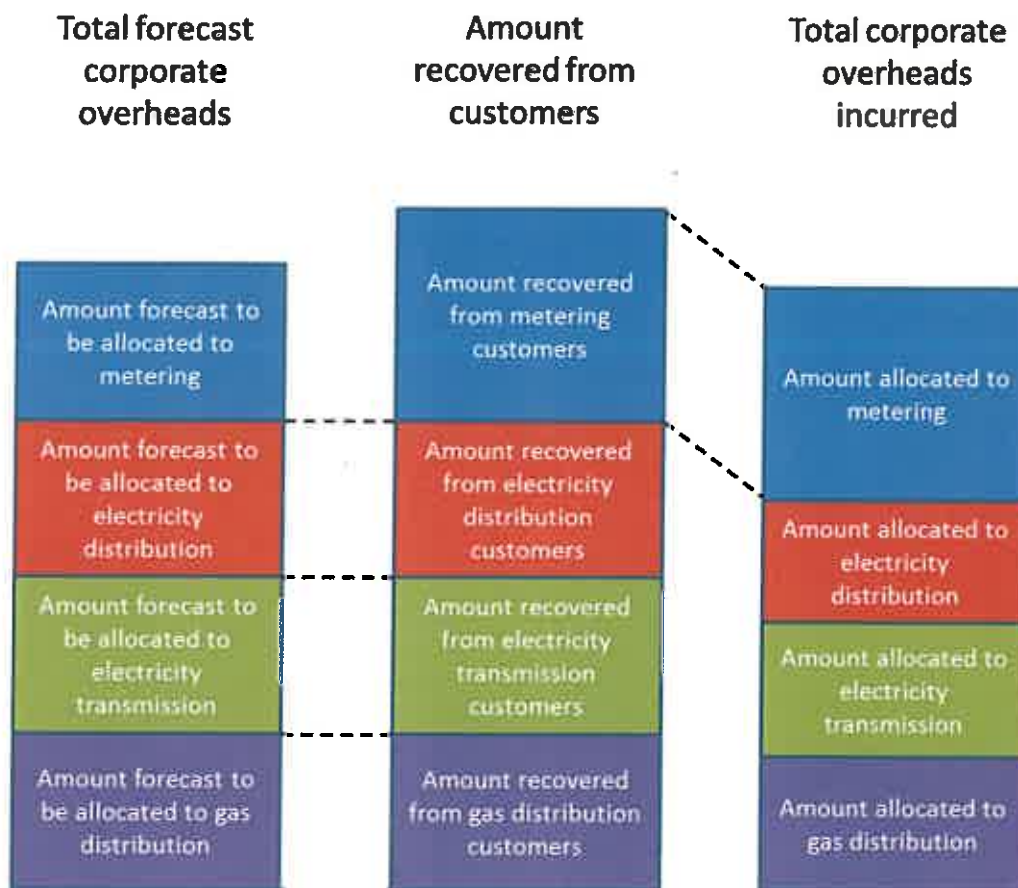 Total forecast
corporate
overheads
Amount
recovered from
customers
Total corporate
overheads
incurred
Amount forecast to
be allocated to
metering
Amount forecast to
be allocated to
electricity
distribution
Amount forecast to
be allocated to
electricity
transmission
Amount forecast to
be allocated to gas
distribution
Amount recovered
from metering
customers
Amount recovered
from electricity
distribution
customers
Amount recovered
from electricity
transmission
customers
Amount recovered
from gas distribution
customers
Amount allocated to
metering
Amount allocated to
electricity
distribution
Amount allocated to
electricity
transmission
Amount allocated to
gas distribution